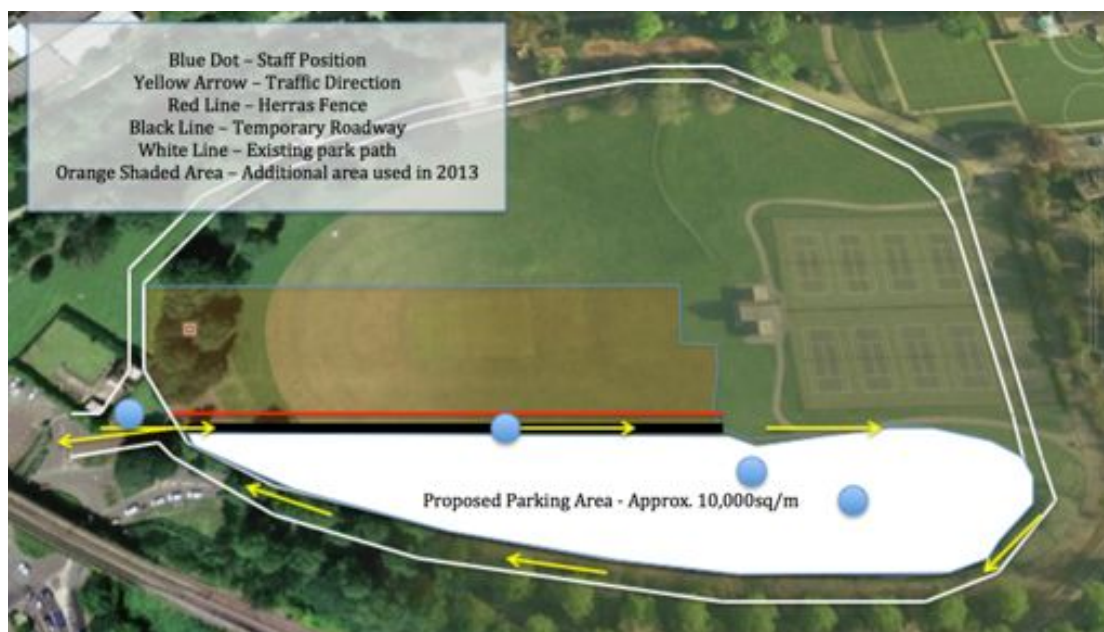 Blue Dot – Staff Position
Yellow Arrow – Traffic Direction
Red Line – Herras Fence
Black Line – Temporary Roadway
White Line – Existing park path
Orange Shaded Area – Additional area used in 2013
Proposed Parking Area - Approx. 10,000sq/m